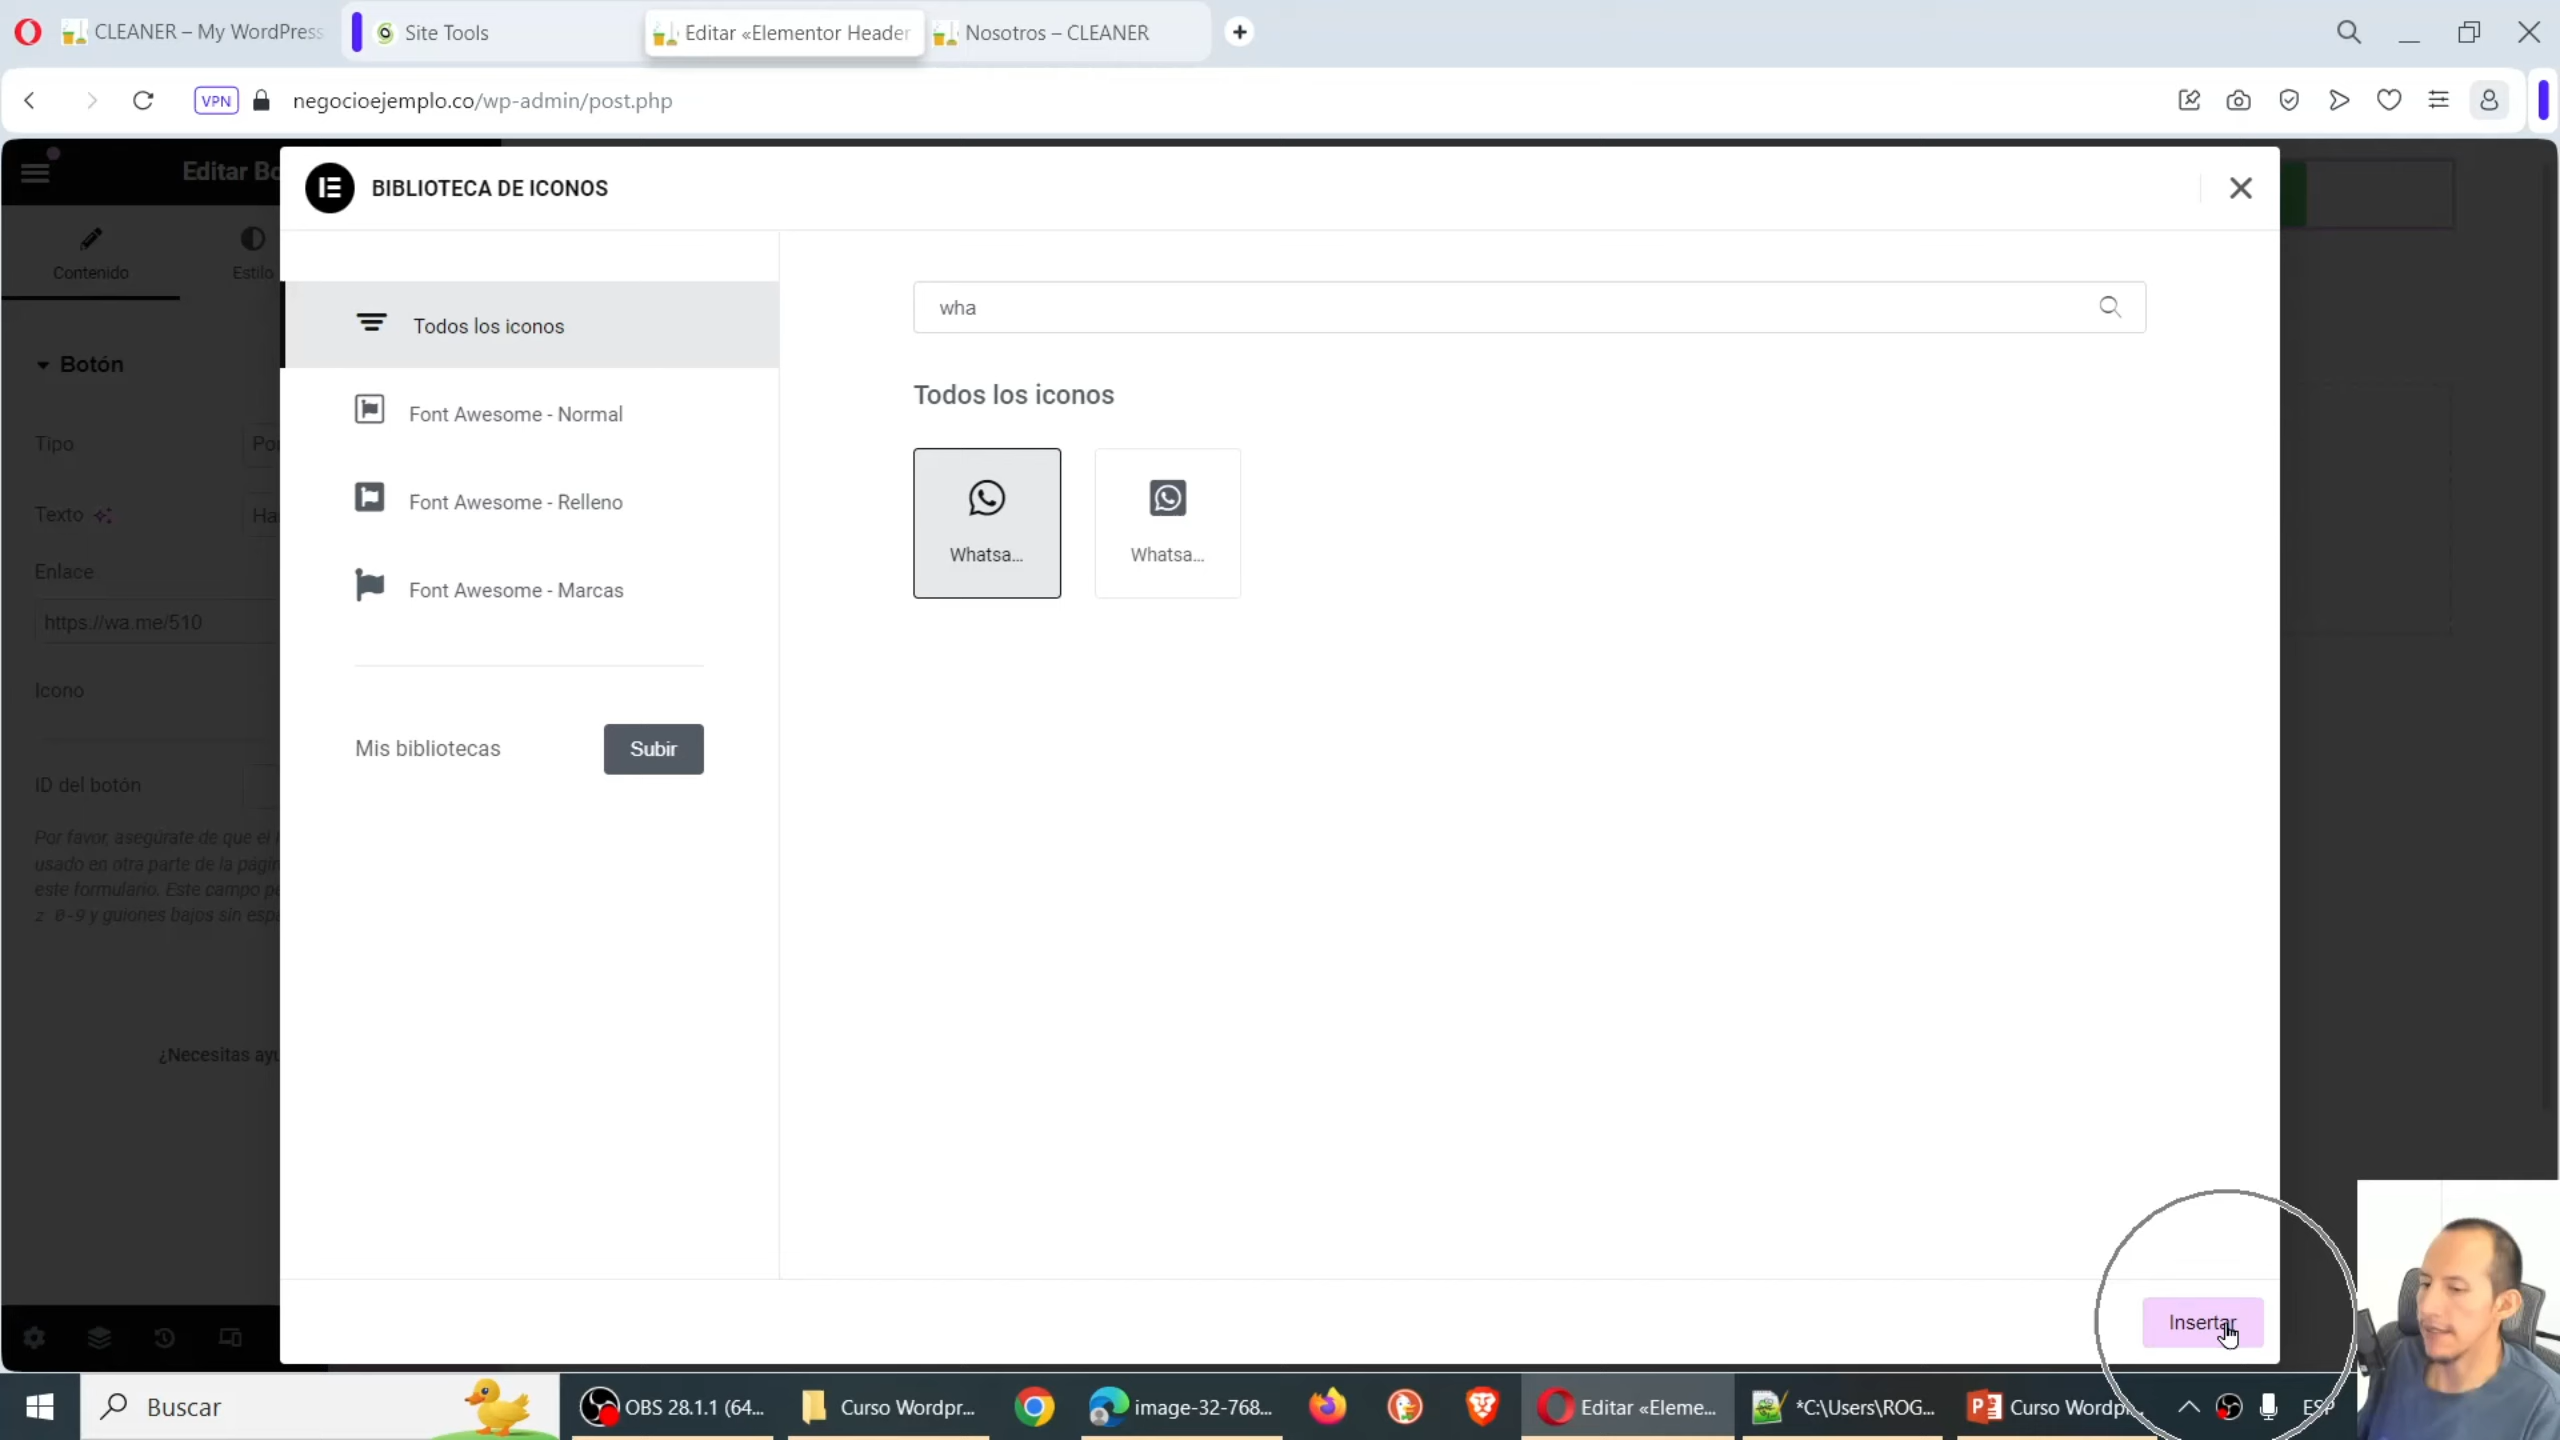 CLEANER – My WordPress
Site Tools
Editar «Elementor Header
Nosotros – CLEANER
VPN
negocioejemplo.co/wp-admin/post.php
Editar Bo
BIBLIOTECA DE ICONOS
Contenido
Estilo
Todos los iconos
wha
Botón
Todos los iconos
Font Awesome - Normal
Tipo
Font Awesome - Relleno
Texto
Whatsa...
Whatsa...
Enlace
Font Awesome - Marcas
https://wa.me/510
Icono
Mis bibliotecas
Subir
ID del botón
Por favor, asegúrate de que el
usado en otra parte de la págin
este formulario. Este campo pe
z 0-9 y guiones bajos sin espa
¿Necesitas ayu
Insertar
Buscar
OBS 28.1.1 (64...
Curso Wordpr...
image-32-768...
Editar «Eleme...
*C:\Users\ROG...
Curso Wordpr...
ESP